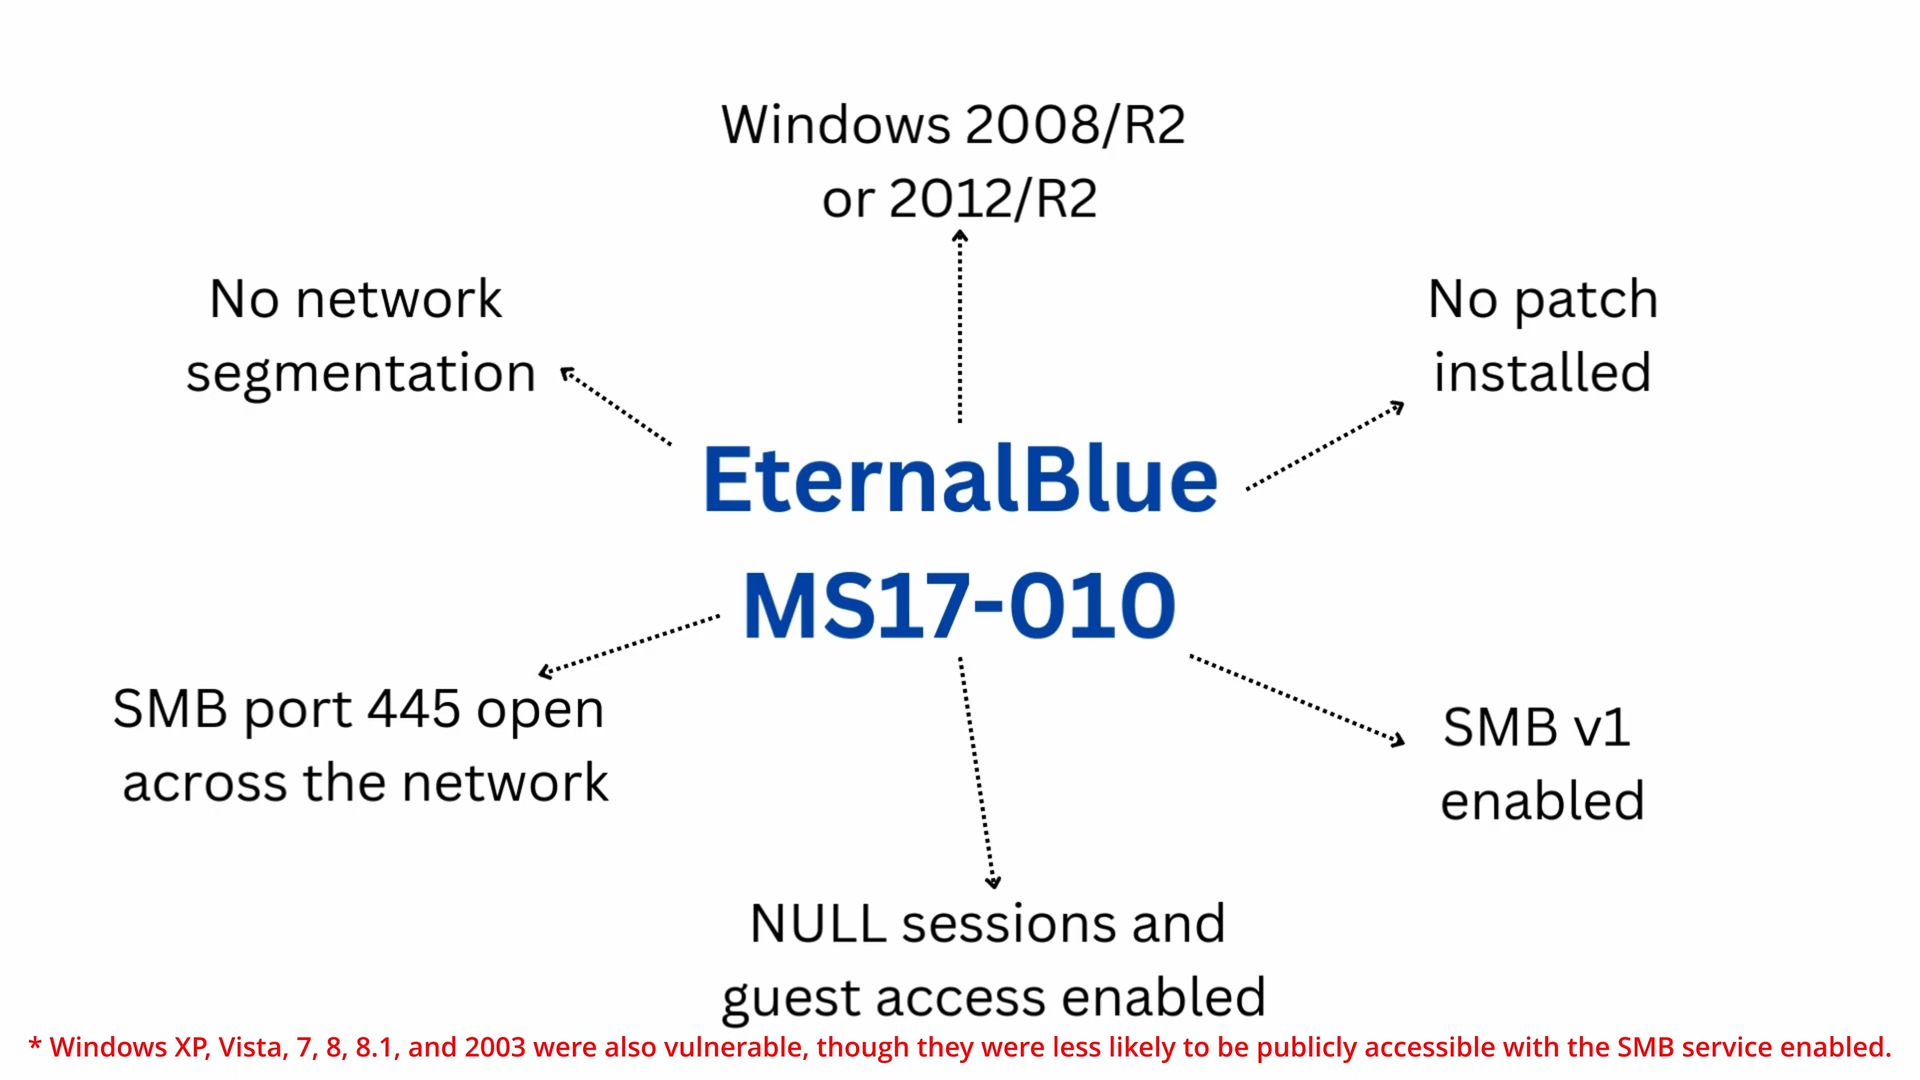 Windows 2008/R2
or 2012/R2
No network
segmentation
No patch
installed
EternalBlue
MS17-010
SMB port 445 open
across the network
SMB v1
enabled
NULL sessions and
guest access enabled
* Windows XP, Vista, 7, 8, 8.1, and 2003 were also vulnerable, though they were less likely to be publicly accessible with the SMB service enabled.